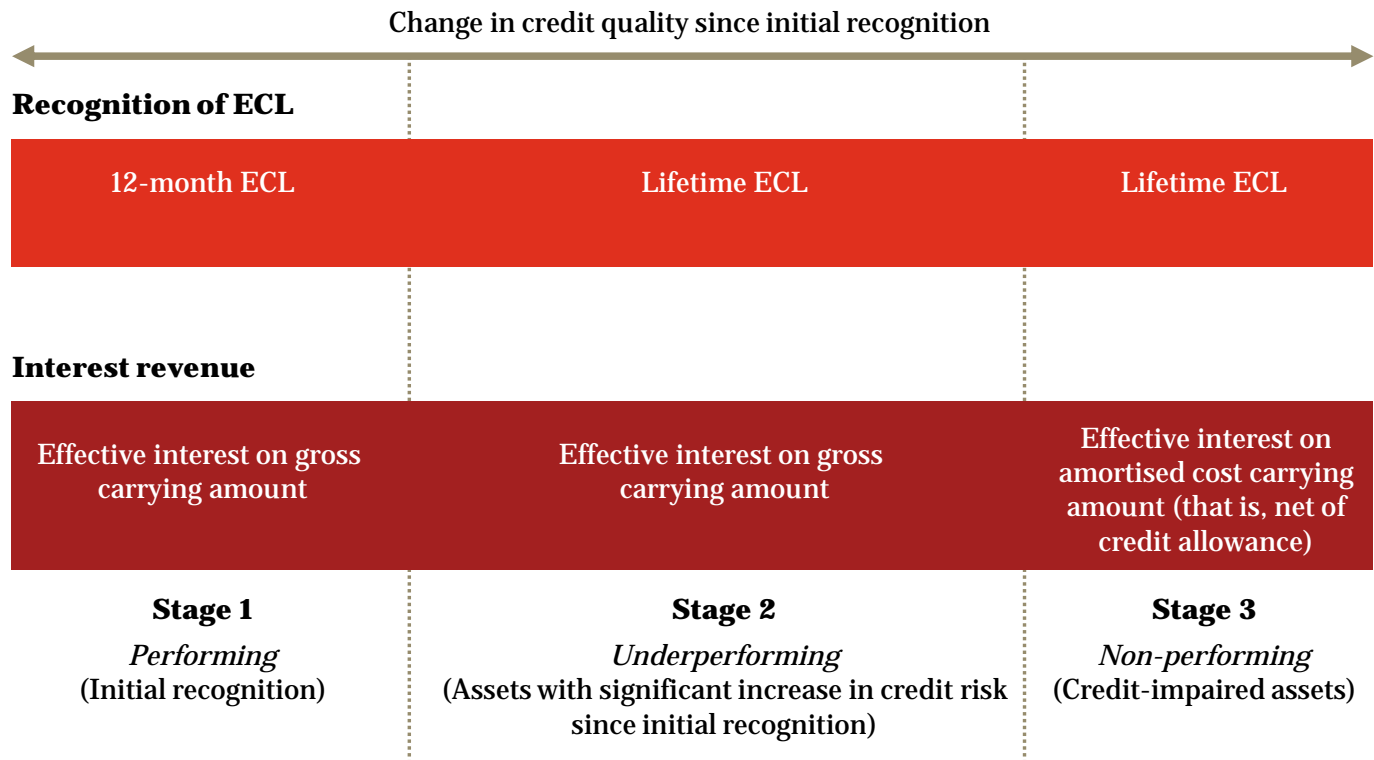 Change in credit quality since initial recognition
Recognition of ECL
12-month ECL
Lifetime ECL
Lifetime ECL
Interest revenue
Effective interest on gross
carrying amount
Effective interest on gross
carrying amount
Effective interest on
amortised cost carrying
amount (that is, net of
credit allowance)
Stage 1
Performing
(Initial recognition)
Stage 2
Underperforming
(Assets with significant increase in credit risk
since initial recognition)
Stage 3
Non-performing
(Credit-impaired assets)